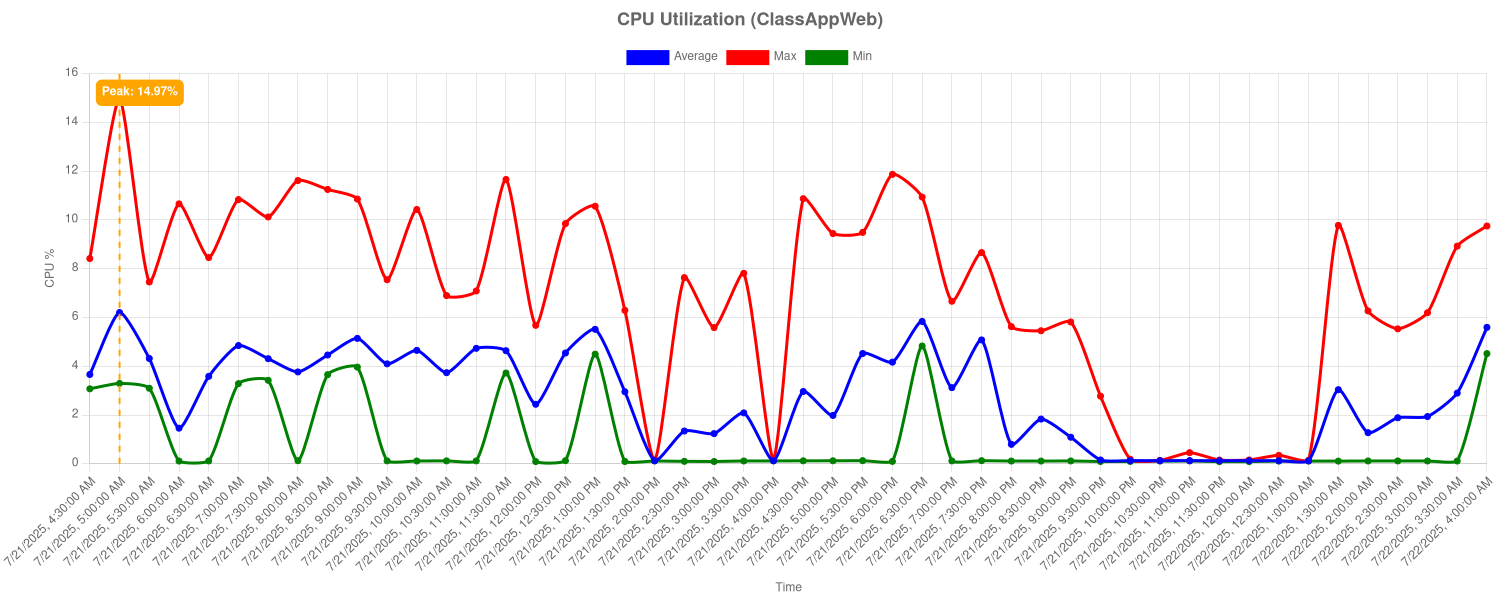 CPU Utilization (ClassAppWeb)
Average Max Min
Peak: 14.97%
16
14
12
10
8
6
4
2
0
CPU %
7/21/2025, 4:30:00 AM
7/21/2025, 5:00:00 AM
7/21/2025, 5:30:00 AM
7/21/2025, 6:00:00 AM
7/21/2025, 6:30:00 AM
7/21/2025, 7:00:00 AM
7/21/2025, 7:30:00 AM
7/21/2025, 8:00:00 AM
7/21/2025, 8:30:00 AM
7/21/2025, 9:00:00 AM
7/21/2025, 9:30:00 AM
7/21/2025, 10:00:00 AM
7/21/2025, 10:30:00 AM
7/21/2025, 11:00:00 AM
7/21/2025, 11:30:00 AM
7/21/2025, 12:00:00 PM
7/21/2025, 12:30:00 PM
7/21/2025, 1:00:00 PM
7/21/2025, 1:30:00 PM
7/21/2025, 2:00:00 PM
7/21/2025, 2:30:00 PM
7/21/2025, 3:00:00 PM
7/21/2025, 3:30:00 PM
7/21/2025, 4:00:00 PM
7/21/2025, 4:30:00 PM
7/21/2025, 5:00:00 PM
7/21/2025, 5:30:00 PM
7/21/2025, 6:00:00 PM
7/21/2025, 6:30:00 PM
7/21/2025, 7:00:00 PM
7/21/2025, 7:30:00 PM
7/21/2025, 8:00:00 PM
7/21/2025, 8:30:00 PM
7/21/2025, 9:00:00 PM
7/21/2025, 9:30:00 PM
7/21/2025, 10:00:00 PM
7/21/2025, 10:30:00 PM
7/21/2025, 11:00:00 PM
7/21/2025, 11:30:00 PM
7/22/2025, 12:00:00 AM
7/22/2025, 12:30:00 AM
7/22/2025, 1:00:00 AM
7/22/2025, 1:30:00 AM
7/22/2025, 2:00:00 AM
7/22/2025, 2:30:00 AM
7/22/2025, 3:00:00 AM
7/22/2025, 3:30:00 AM
7/22/2025, 4:00:00 AM
Time